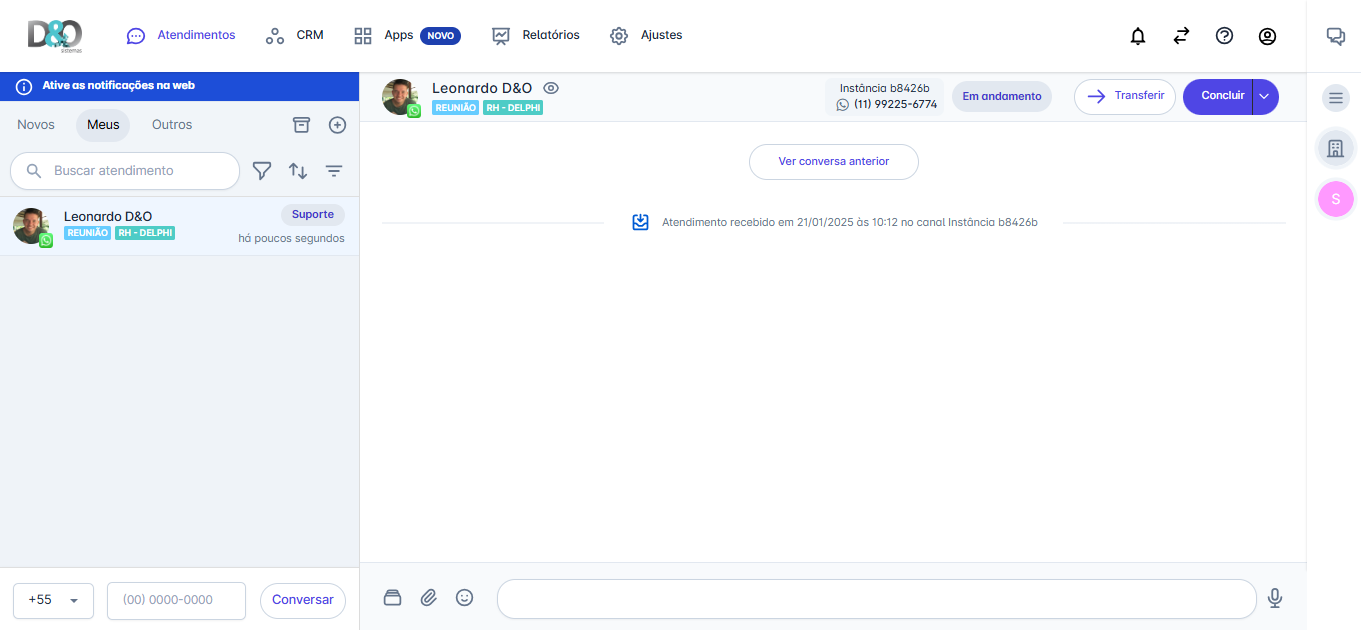 D&O
sistemas
Atendimentos
CRM
Apps
NOVO
Relatórios
Ajustes
Ative as notificações na web
Novos
Meus
Outros
Buscar atendimento
Leonardo D&O
REUNIÃO
RH - DELPHI
Suporte
há poucos segundos
+55
(00) 0000-0000
Conversar
Leonardo D&O
REUNIÃO
RH - DELPHI
Instância b8426b
(11) 99225-6774
Em andamento
Transferir
Concluir
Ver conversa anterior
Atendimento recebido em 21/01/2025 às 10:12 no canal Instância b8426b
S